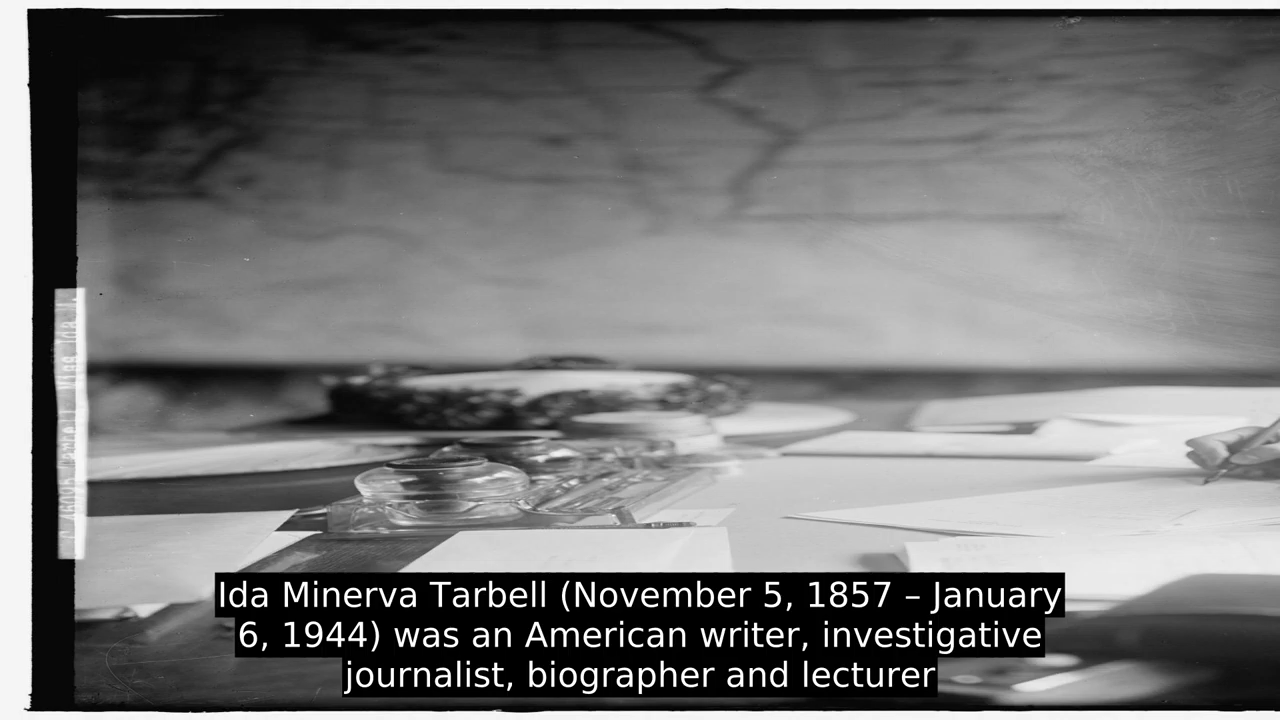 Ida Minerva Tarbell (November 5, 1857 – January
6, 1944) was an American writer, investigative
journalist, biographer and lecturer